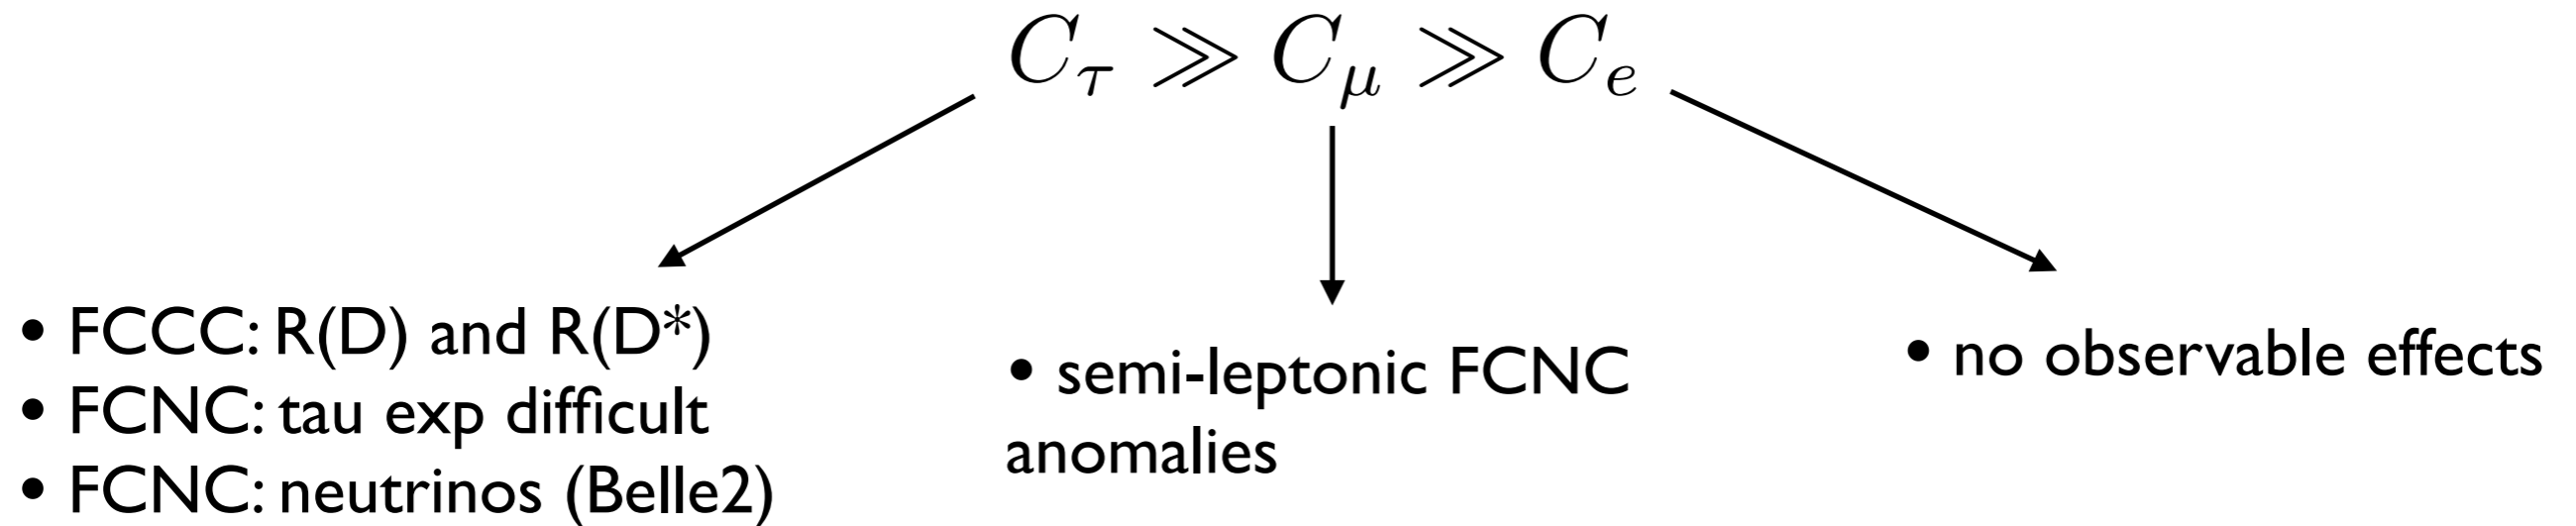 C_τ ≫ C_μ ≫ C_e
• FCCC: R(D) and R(D*)
• FCNC: tau exp difficult
• FCNC: neutrinos (Belle2)
• semi-leptonic FCNC
anomalies
• no observable effects